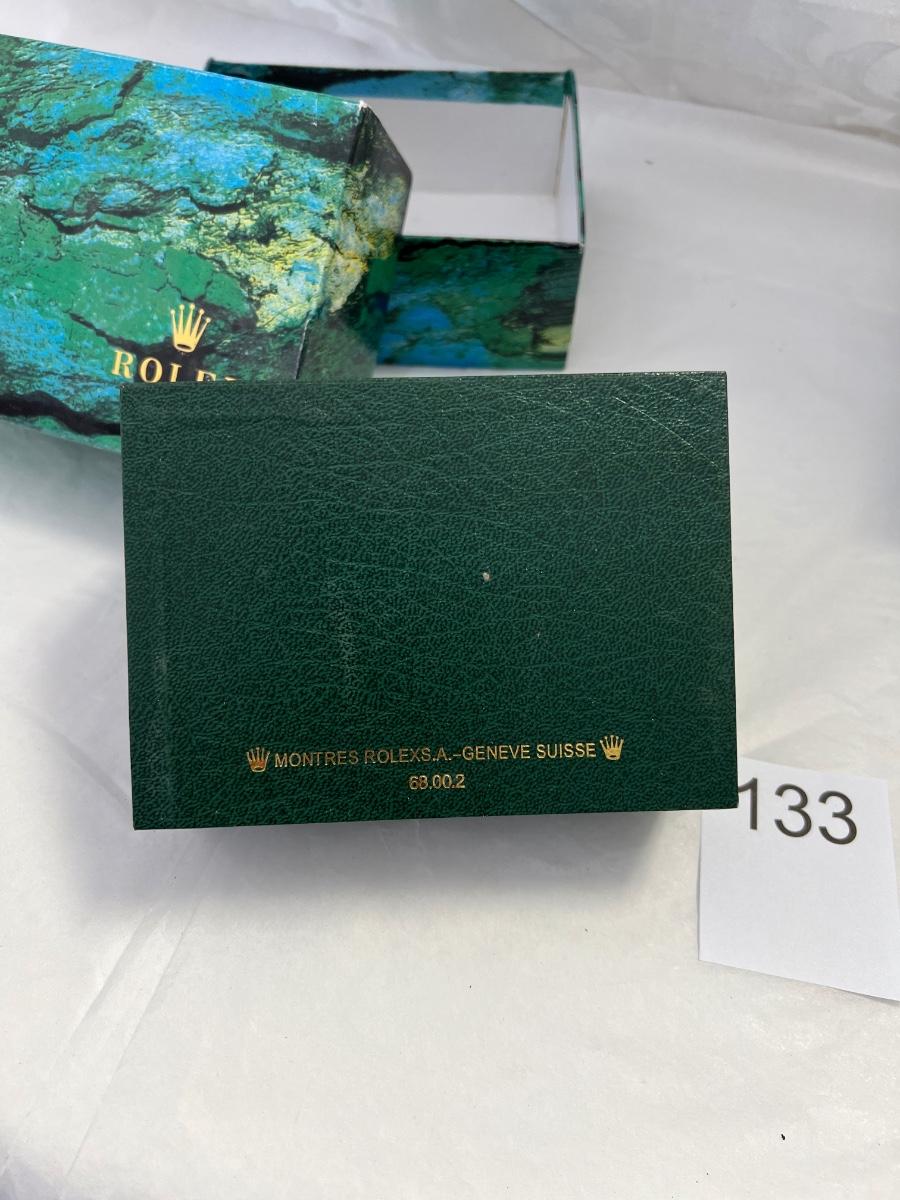 ROLEX
MONTRES ROLEXS.A.-GENEVE SUISSE
68.00.2
133